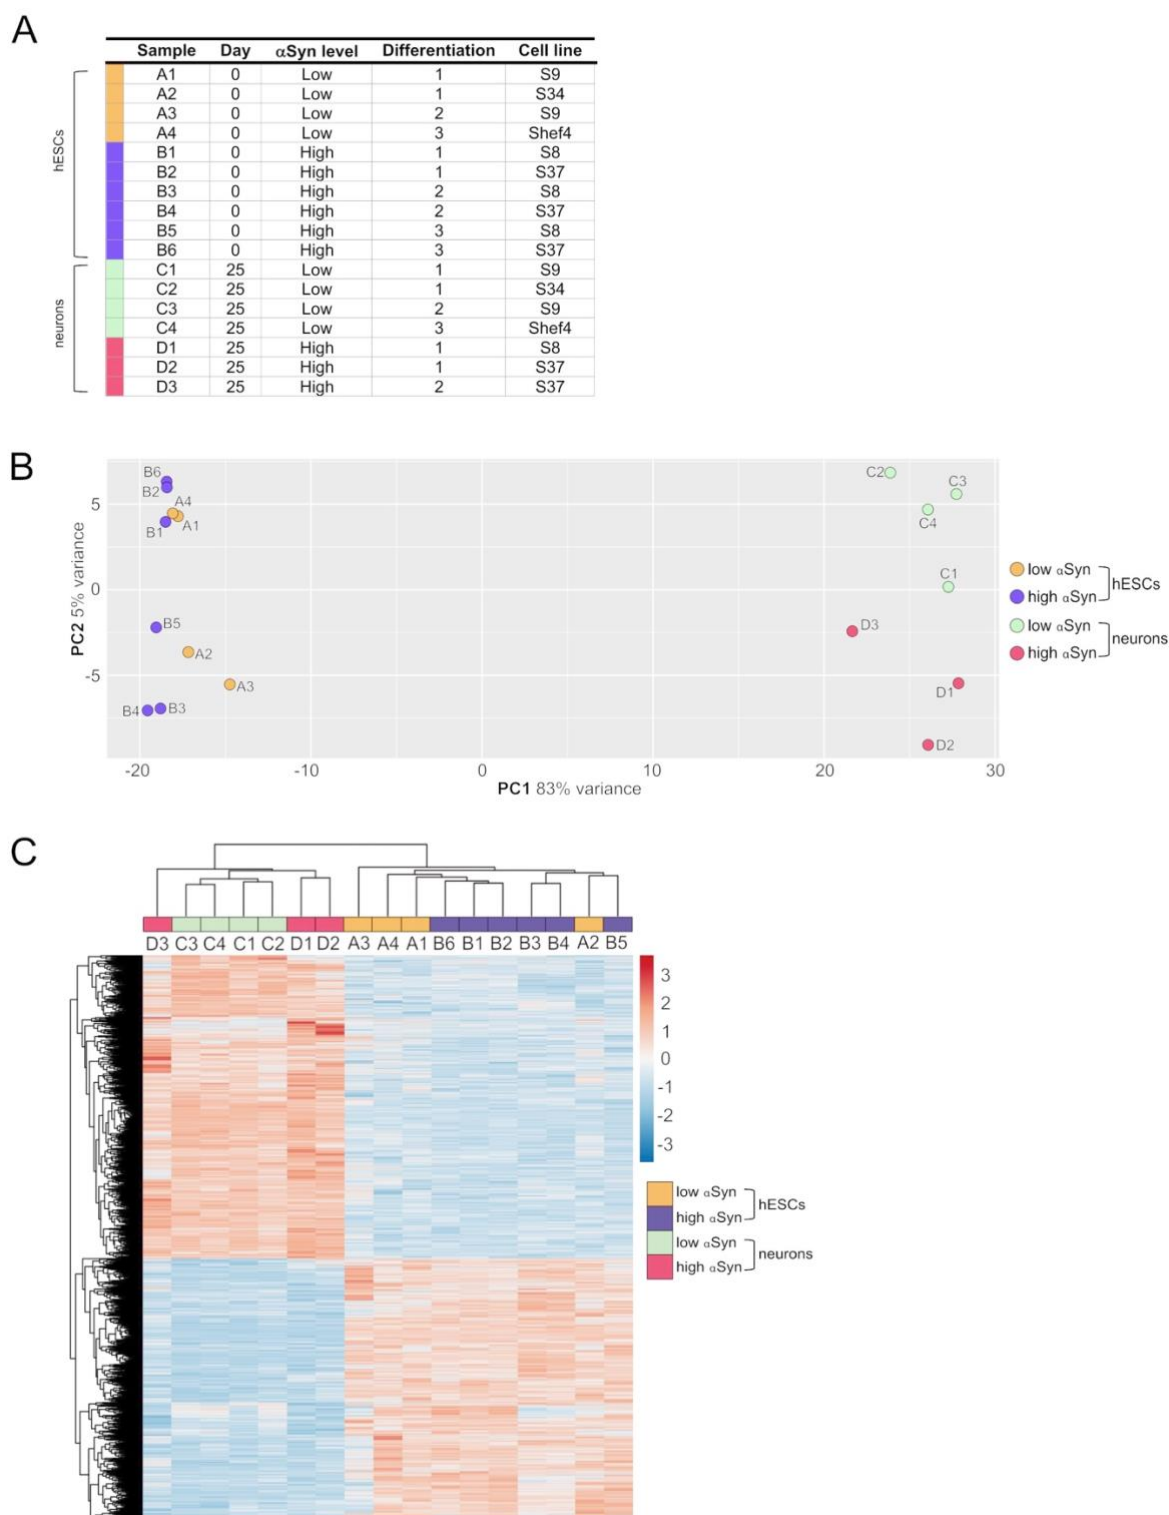 A
Sample Day αSyn level Differentiation Cell line
hESCs
A1 0 Low 1 S9
A2 0 Low 1 S34
A3 0 Low 2 S9
A4 0 Low 3 Shef4
B1 0 High 1 S8
B2 0 High 1 S37
B3 0 High 2 S8
B4 0 High 2 S37
B5 0 High 3 S8
B6 0 High 3 S37
neurons
C1 25 Low 1 S9
C2 25 Low 1 S34
C3 25 Low 2 S9
C4 25 Low 3 Shef4
D1 25 High 1 S8
D2 25 High 1 S37
D3 25 High 2 S37
B
PC2 5% variance
5
0
-5
B6
B2
A4
A1
B1
B5
A2
A3
B4
B3
C2
C3
C4
C1
D3
D1
D2
-20 -10 0 10 20 30
PC1 83% variance
low αSyn
high αSyn
hESCs
low αSyn
high αSyn
neurons
C
D3 C3 C4 C1 C2 D1 D2 A3 A4 A1 B6 B1 B2 B3 B4 A2 B5
3
2
1
0
-1
-2
-3
low αSyn
high αSyn
hESCs
low αSyn
high αSyn
neurons